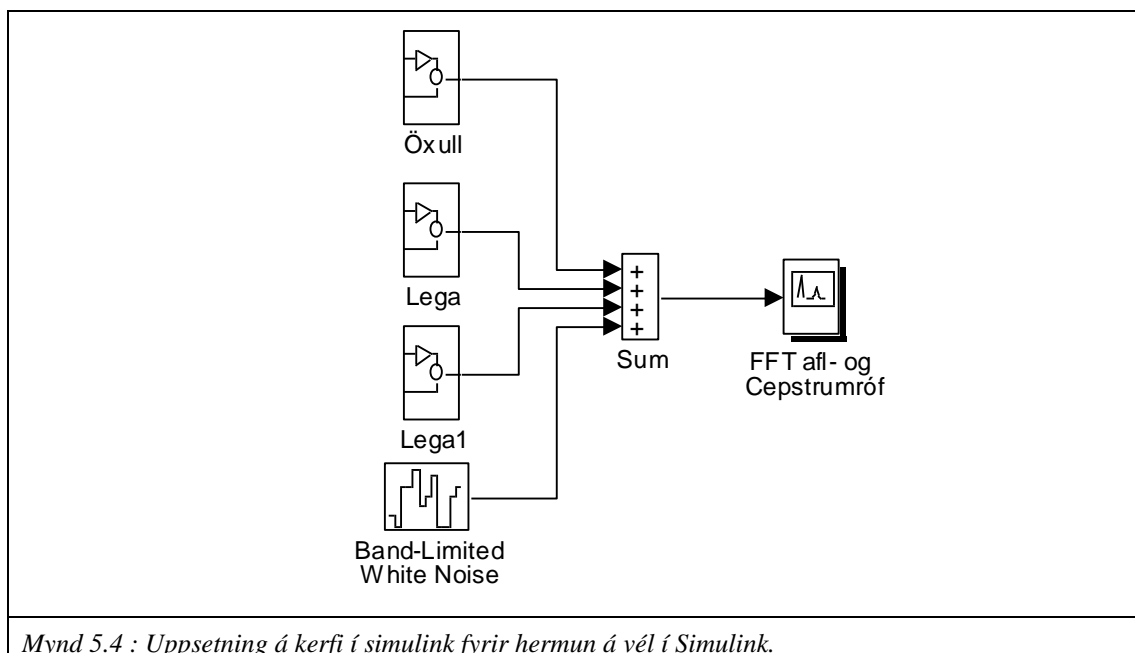 Öxull
Lega
Lega1
Band-Limited
White Noise
+
+
+
+
Sum
FFT afl- og
Cepstrumróf
Mynd 5.4 : Uppsetning á kerfi í simulink fyrir hermun á vél í Simulink.